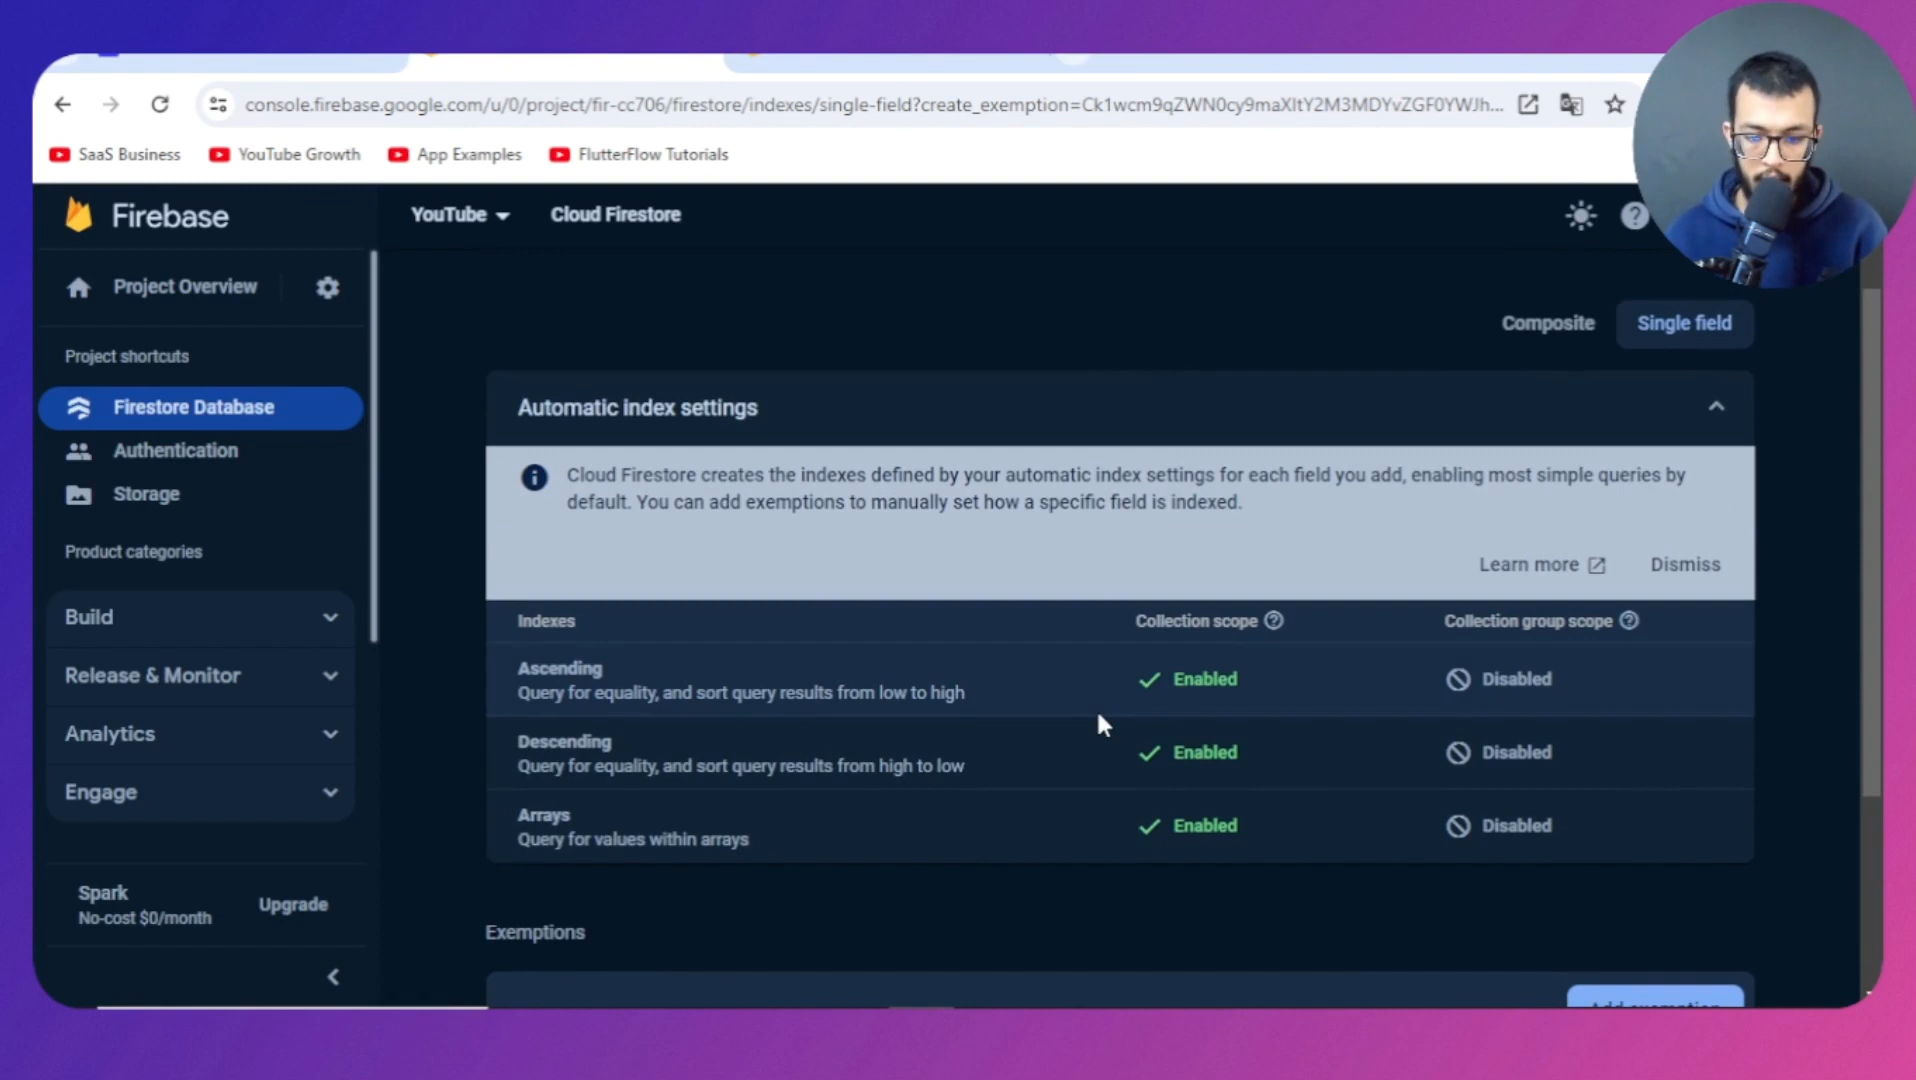 console.firebase.google.com/u/0/project/fir-cc706/firestore/indexes/single-field?create_exemption=Ck1wcm9qZWN0cy9maXItY2M3MDYvZGF0YWJh...
SaaS Business
YouTube Growth
App Examples
FlutterFlow Tutorials
Firebase
YouTube
Cloud Firestore
Project Overview
Project shortcuts
Firestore Database
Authentication
Storage
Product categories
Build
Release & Monitor
Analytics
Engage
Spark
No-cost $0/month
Upgrade
Composite
Single field
Automatic index settings
Cloud Firestore creates the indexes defined by your automatic index settings for each field you add, enabling most simple queries by
default. You can add exemptions to manually set how a specific field is indexed.
Learn more
Dismiss
Indexes
Collection scope
Collection group scope
Ascending
Query for equality, and sort query results from low to high
Enabled
Disabled
Descending
Query for equality, and sort query results from high to low
Enabled
Disabled
Arrays
Query for values within arrays
Enabled
Disabled
Exemptions
Add exemption